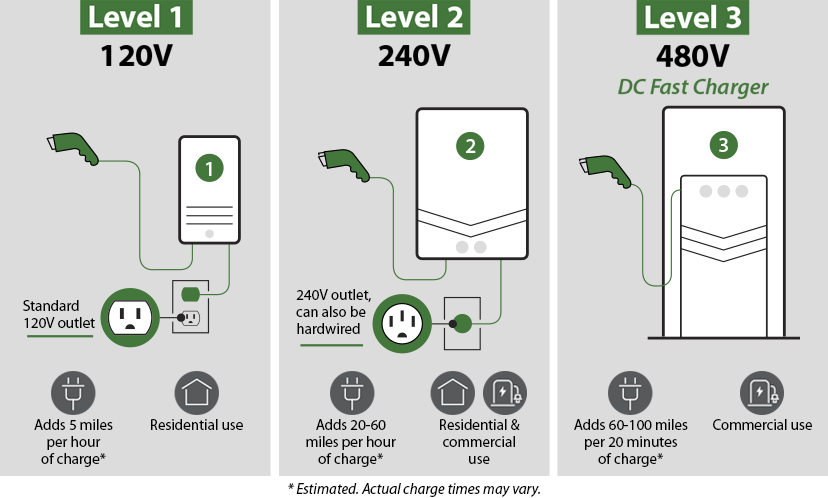 Level 1
120V
1
Standard
120V outlet
Adds 5 miles
per hour
of charge*
Residential use
Level 2
240V
2
240V outlet,
can also be
hardwired
Adds 20-60
miles per hour
of charge*
Residential &
commercial
use
Level 3
480V
DC Fast Charger
3
Adds 60-100 miles
per 20 minutes
of charge*
Commercial use
* Estimated. Actual charge times may vary.